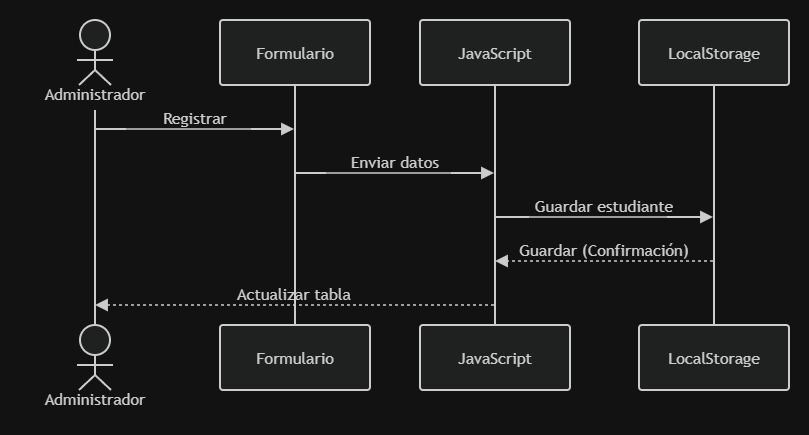 Formulario
JavaScript
LocalStorage
Administrador
Registrar
Enviar datos
Guardar estudiante
Guardar (Confirmación)
Actualizar tabla
Formulario
JavaScript
LocalStorage
Administrador